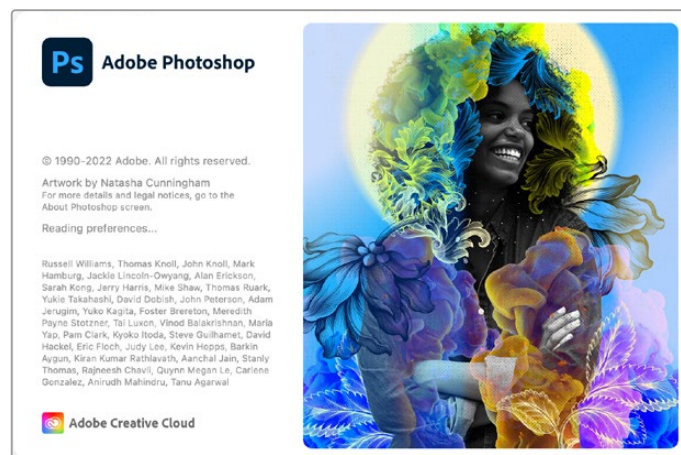 Ps Adobe Photoshop
© 1990-2022 Adobe. All rights reserved.
Artwork by Natasha Cunningham
For more details and legal notices, go to the
About Photoshop screen.
Reading preferences...
Russell Williams, Thomas Knoll, John Knoll, Mark
Hamburg, Jackie Lincoln-Owyang, Alan Erickson,
Sarah Kong, Jerry Harris, Mike Shaw, Thomas Ruark,
Yukie Takahashi, David Dobish, John Peterson, Adam
Jerugim, Yuko Kagita, Foster Brereton, Meredith
Payne Stotzner, Tai Luxon, Vinod Balakrishnan, Maria
Yap, Pam Clark, Kyoko Itoda, Steve Guilhamet, David
Hackel, Eric Floch, Judy Lee, Kevin Hopps, Barkin
Aygun, Kiran Kumar Rathlavath, Aanchal Jain, Stanly
Thomas, Rajneesh Chavli, Quynn Megan Le, Carlene
Gonzalez, Anirudh Mahindru, Tanu Agarwal
Adobe Creative Cloud